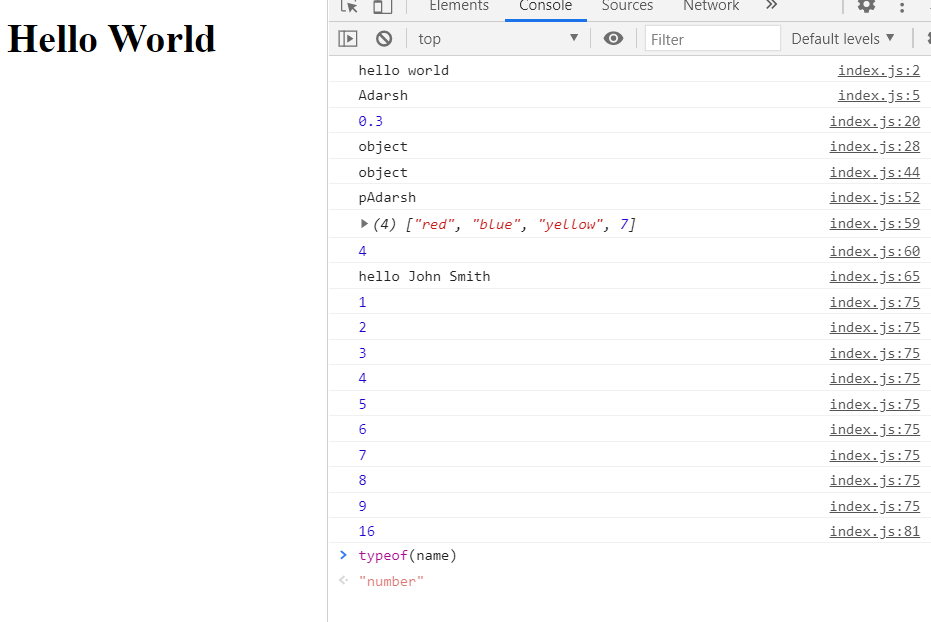 Elements Console Sources Network »
Hello World
top Filter Default levels
hello world index.js:2
Adarsh index.js:5
0.3 index.js:20
object index.js:28
object index.js:44
pAdarsh index.js:52
(4) ["red", "blue", "yellow", 7] index.js:59
4 index.js:60
hello John Smith index.js:65
1 index.js:75
2 index.js:75
3 index.js:75
4 index.js:75
5 index.js:75
6 index.js:75
7 index.js:75
8 index.js:75
9 index.js:75
16 index.js:81
> typeof(name)
"number"